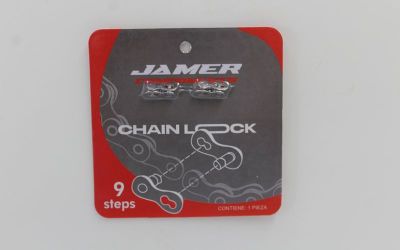 JAMER
CHAIN LOCK
9
steps
CONTIENE: 1 PIEZA